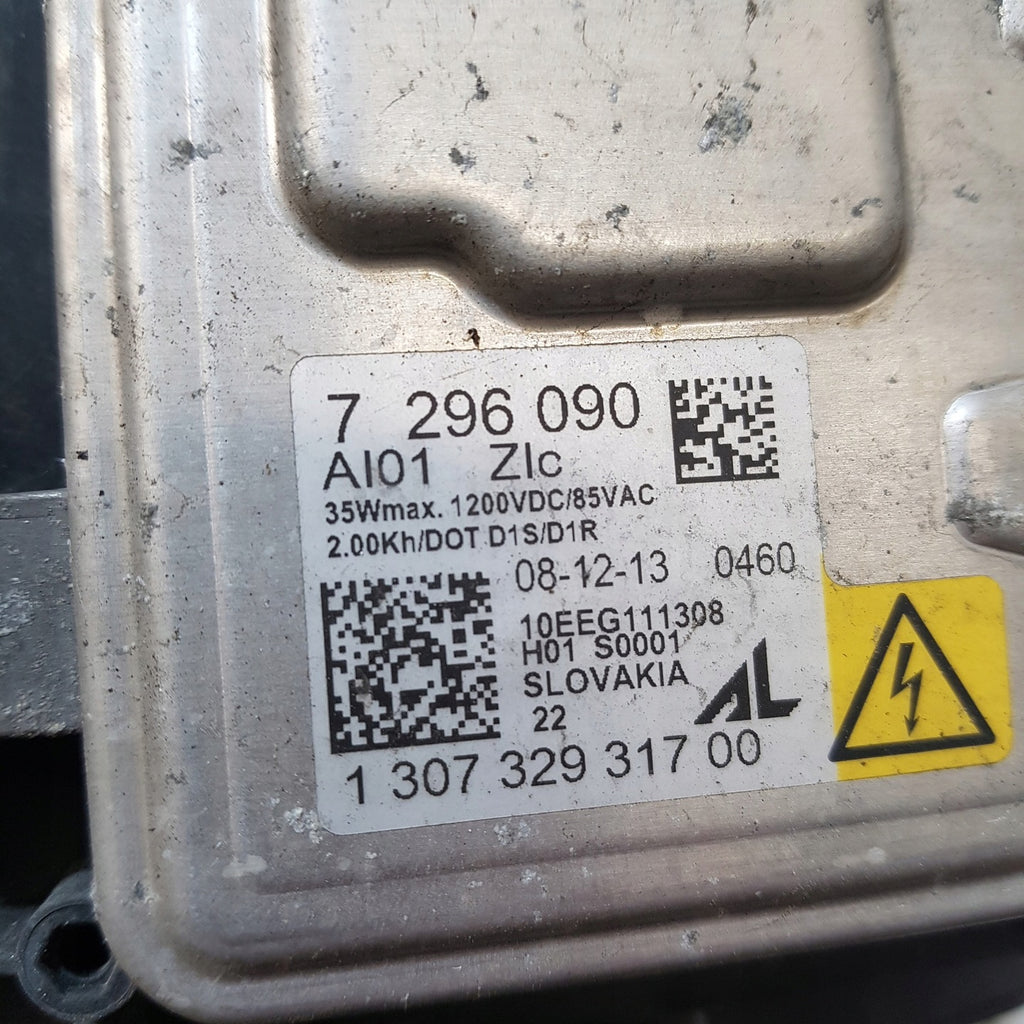 7 296 090
AI01 ZIc
35Wmax. 1200VDC/85VAC
2.00Kh/DOT D1S/D1R
08-12-13 0460
10EEG111308
H01 S0001
SLOVAKIA
AL
22
1 307 329 317 00